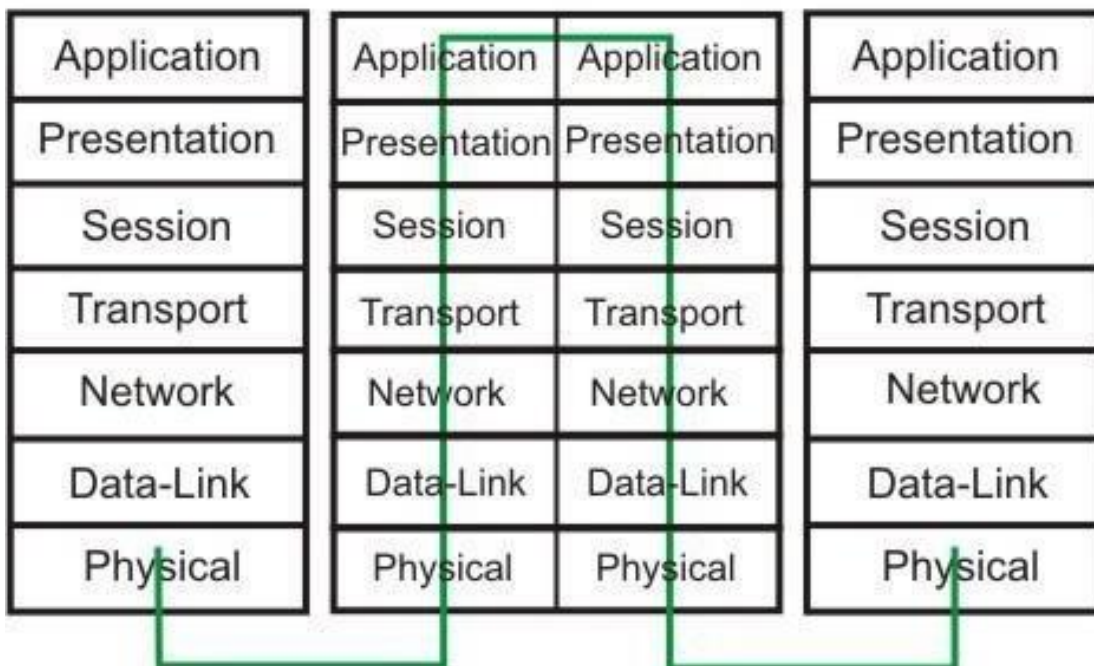 Application
Presentation
Session
Transport
Network
Data-Link
Physical
Application Application
Presentation Presentation
Session Session
Transport Transport
Network Network
Data-Link Data-Link
Physical Physical
Application
Presentation
Session
Transport
Network
Data-Link
Physical